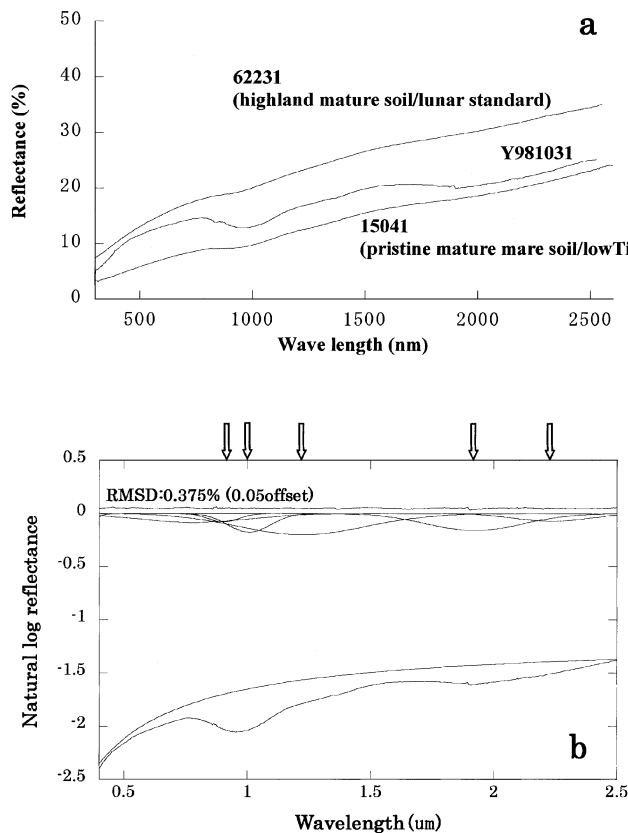 a
50
40
30
20
10
0
Reflectance (%)
62231
(highland mature soil/lunar standard)
Y981031
15041
(pristine mature mare soil/lowTi
500
1000
1500
2000
2500
Wave length (nm)
0.5
0
-0.5
-1
-1.5
-2
-2.5
Natural log reflectance
RMSD:0.375% (0.05offset)
b
0.5
1
1.5
2
2.5
Wavelength (um)